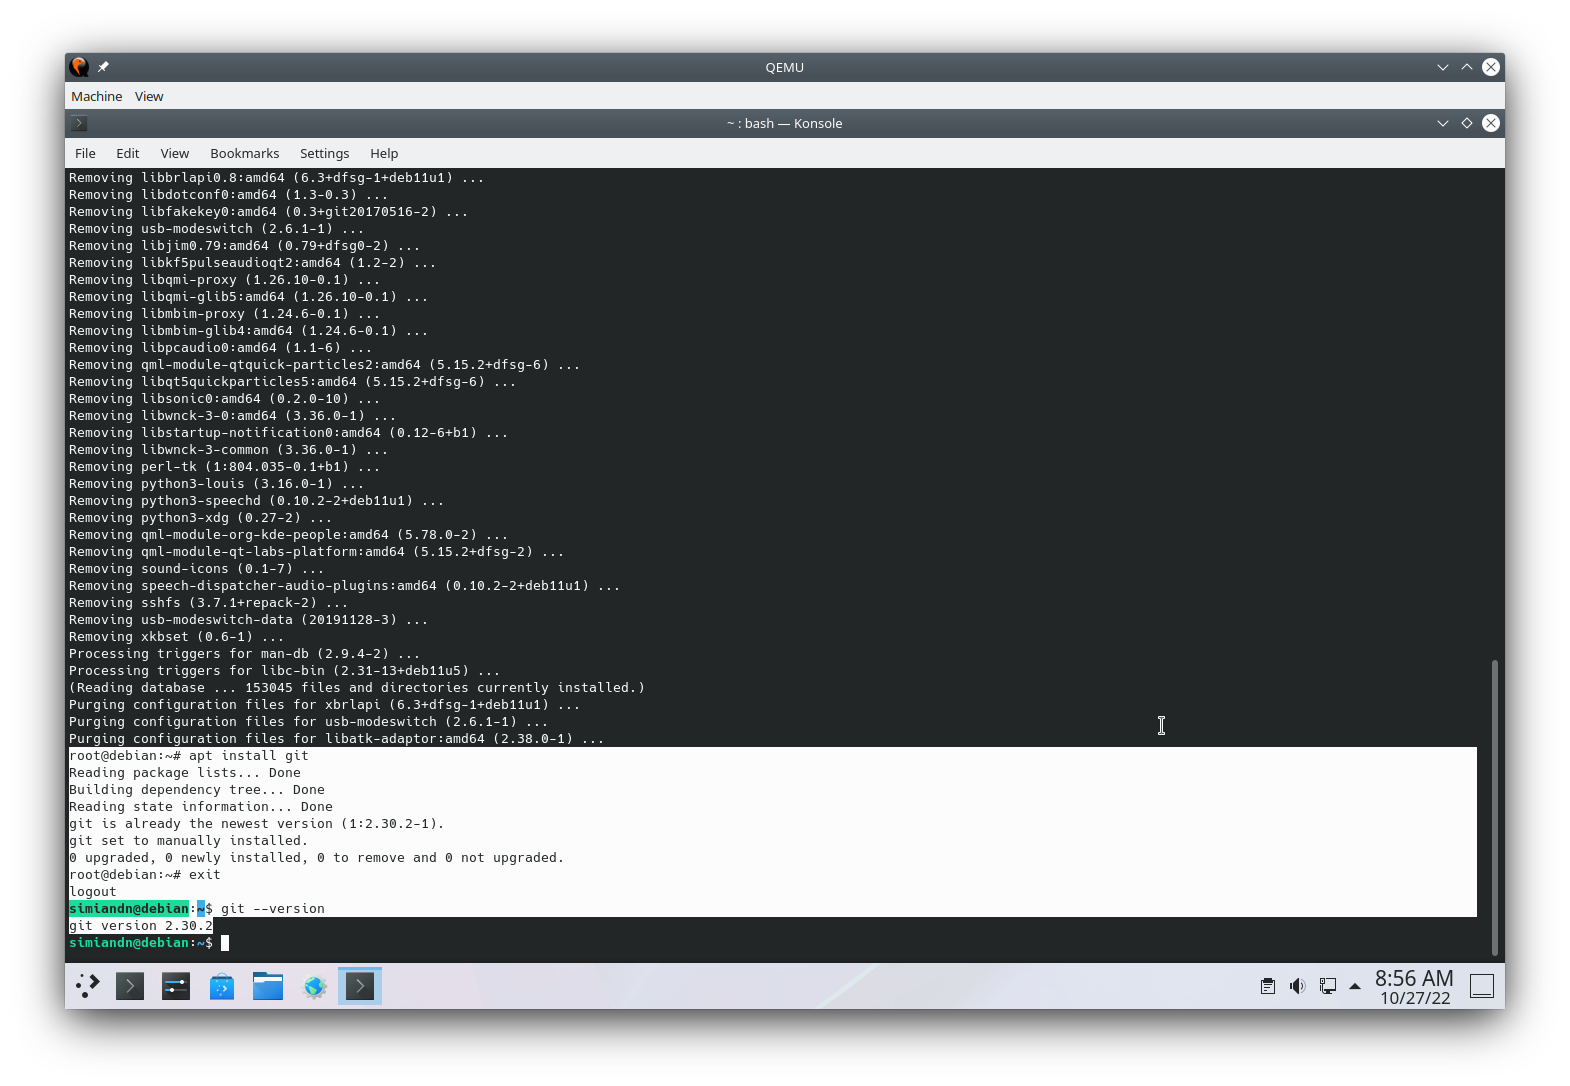 QEMU
Machine View
~ : bash — Konsole
File Edit View Bookmarks Settings Help
Removing libbrlapi0.8:amd64 (6.3+dfsg-1+deb11u1) ...
Removing libdotconf0:amd64 (1.3-0.3) ...
Removing libfakekey0:amd64 (0.3+git20170516-2) ...
Removing usb-modeswitch (2.6.1-1) ...
Removing libjim0.79:amd64 (0.79+dfsg0-2) ...
Removing libkf5pulseaudioqt2:amd64 (1.2-2) ...
Removing libqmi-proxy (1.26.10-0.1) ...
Removing libqmi-glib5:amd64 (1.26.10-0.1) ...
Removing libmbim-proxy (1.24.6-0.1) ...
Removing libmbim-glib4:amd64 (1.24.6-0.1) ...
Removing libpcaudio0:amd64 (1.1-6) ...
Removing qml-module-qtquick-particles2:amd64 (5.15.2+dfsg-6) ...
Removing libqt5quickparticles5:amd64 (5.15.2+dfsg-6) ...
Removing libsonic0:amd64 (0.2.0-10) ...
Removing libwnck-3-0:amd64 (3.36.0-1) ...
Removing libstartup-notification0:amd64 (0.12-6+b1) ...
Removing libwnck-3-common (3.36.0-1) ...
Removing perl-tk (1:804.035-0.1+b1) ...
Removing python3-louis (3.16.0-1) ...
Removing python3-speechd (0.10.2-2+deb11u1) ...
Removing python3-xdg (0.27-2) ...
Removing qml-module-org-kde-people:amd64 (5.78.0-2) ...
Removing qml-module-qt-labs-platform:amd64 (5.15.2+dfsg-2) ...
Removing sound-icons (0.1-7) ...
Removing speech-dispatcher-audio-plugins:amd64 (0.10.2-2+deb11u1) ...
Removing sshfs (3.7.1+repack-2) ...
Removing usb-modeswitch-data (20191128-3) ...
Removing xkbset (0.6-1) ...
Processing triggers for man-db (2.9.4-2) ...
Processing triggers for libc-bin (2.31-13+deb11u5) ...
(Reading database ... 153045 files and directories currently installed.)
Purging configuration files for xbrlapi (6.3+dfsg-1+deb11u1) ...
Purging configuration files for usb-modeswitch (2.6.1-1) ...
Purging configuration files for libatk-adaptor:amd64 (2.38.0-1) ...
root@debian:~# apt install git
Reading package lists... Done
Building dependency tree... Done
Reading state information... Done
git is already the newest version (1:2.30.2-1).
git set to manually installed.
0 upgraded, 0 newly installed, 0 to remove and 0 not upgraded.
root@debian:~# exit
logout
simiandn@debian:~$ git --version
git version 2.30.2
simiandn@debian:~$
8:56 AM
10/27/22